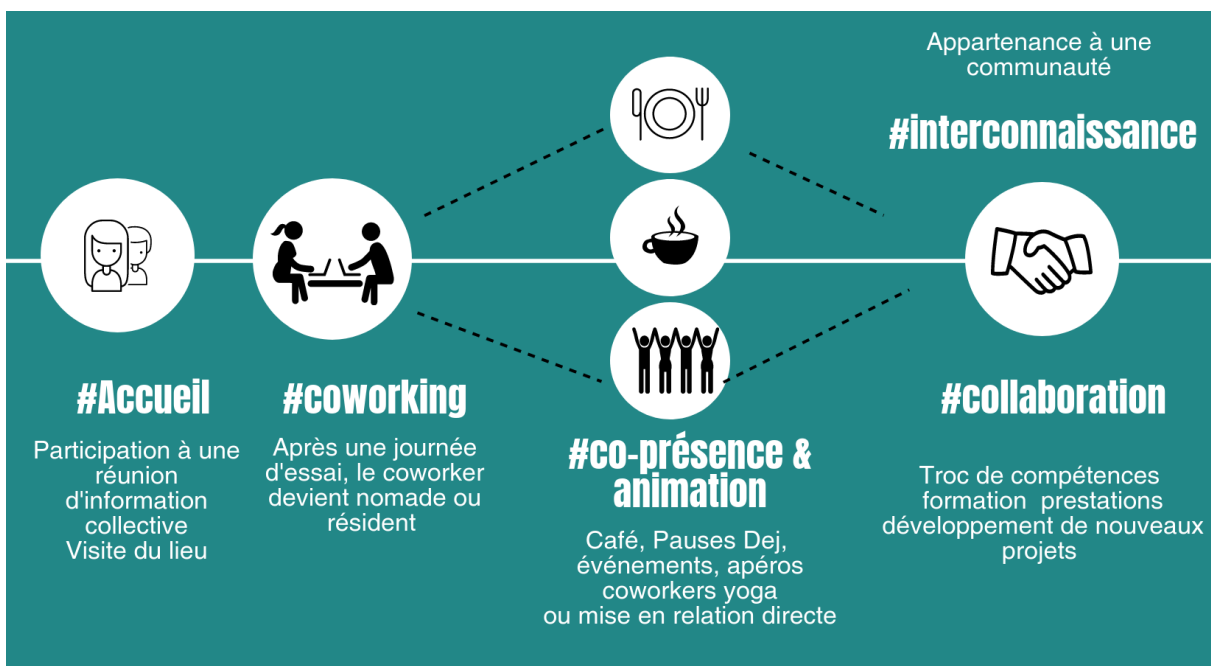 #Accueil
Participation à une
réunion
d'information
collective
Visite du lieu
#coworking
Après une journée
d'essai, le coworker
devient nomade ou
résident
#co-présence &
animation
Café, Pauses Dej,
événements, apéros
coworkers yoga
ou mise en relation directe
Appartenance à une
communauté
#interconnaissance
#collaboration
Troc de compétences
formation  prestations
développement de nouveaux
projets